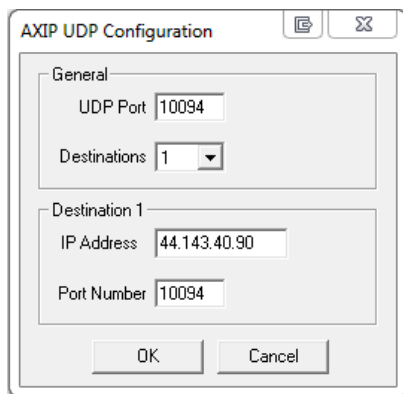 AXIP UDP Configuration
General
UDP Port 10094
Destinations 1
Destination 1
IP Address 44.143.40.90
Port Number 10094
OK Cancel